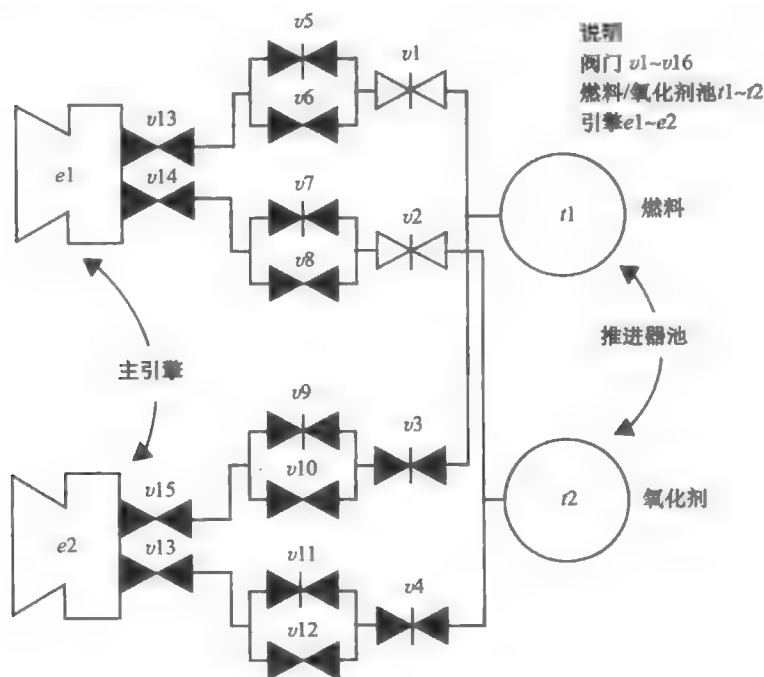 说明
阀门 v1~v16
燃料/氧化剂池t1~t2
引擎e1~e2
v5
v1
v6
v13
e1
v14
v7
v2
v8
t1
燃料
主引擎
推进器池
v9
v3
v10
v15
e2
v13
v11
v4
v12
t2
氧化剂